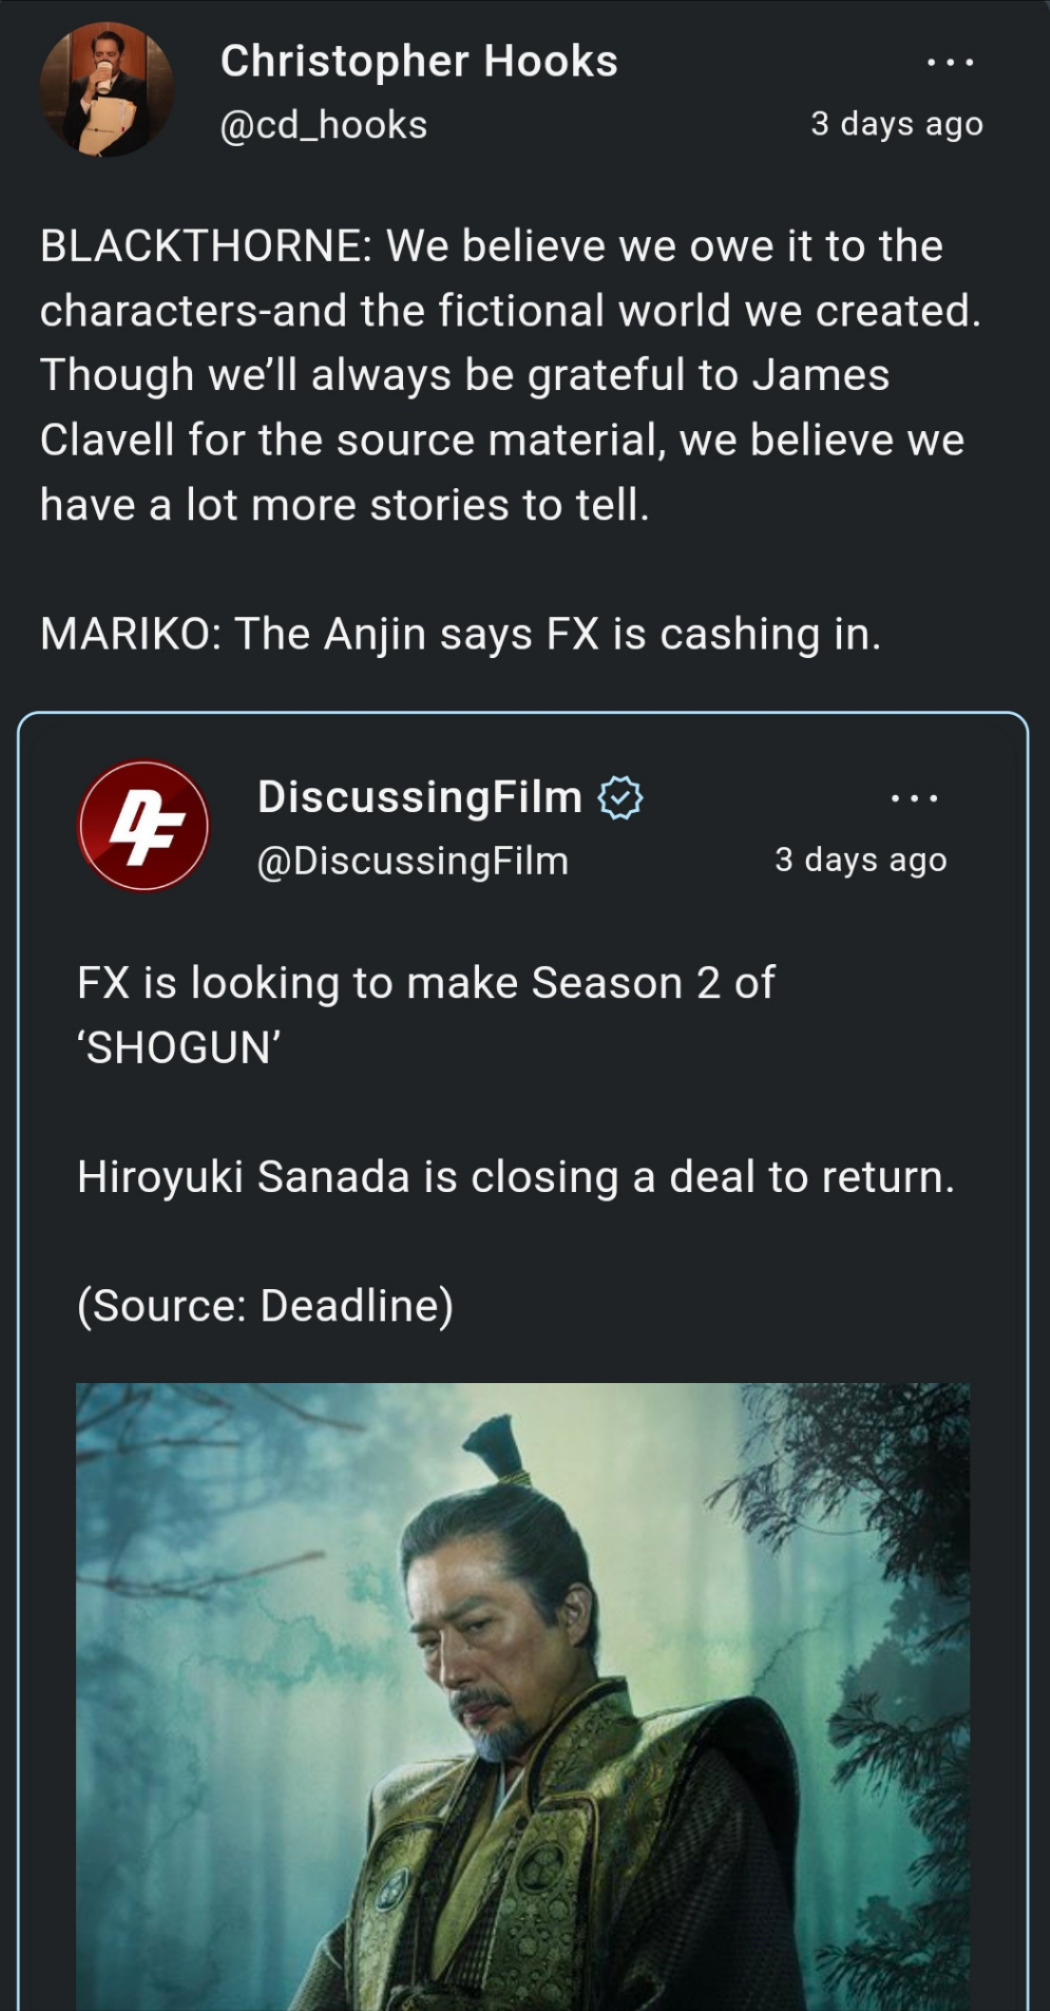 Christopher Hooks
@cd_hooks
3 days ago
BLACKTHORNE: We believe we owe it to the
characters-and the fictional world we created.
Though we’ll always be grateful to James
Clavell for the source material, we believe we
have a lot more stories to tell.
MARIKO: The Anjin says FX is cashing in.
DF
DiscussingFilm
@DiscussingFilm
3 days ago
FX is looking to make Season 2 of
‘SHOGUN’
Hiroyuki Sanada is closing a deal to return.
(Source: Deadline)